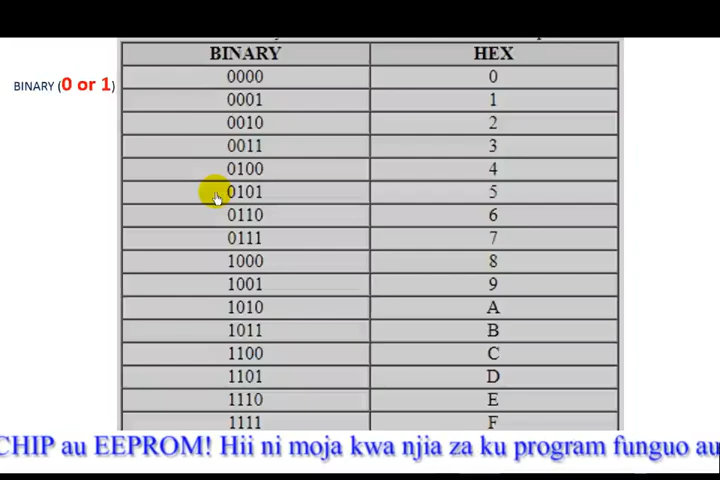 BINARY HEX
BINARY (0 or 1)
0000 0
0001 1
0010 2
0011 3
0100 4
0101 5
0110 6
0111 7
1000 8
1001 9
1010 A
1011 B
1100 C
1101 D
1110 E
1111 F
CHIP au EEPROM! Hii ni moja kwa njia za ku program funguo au